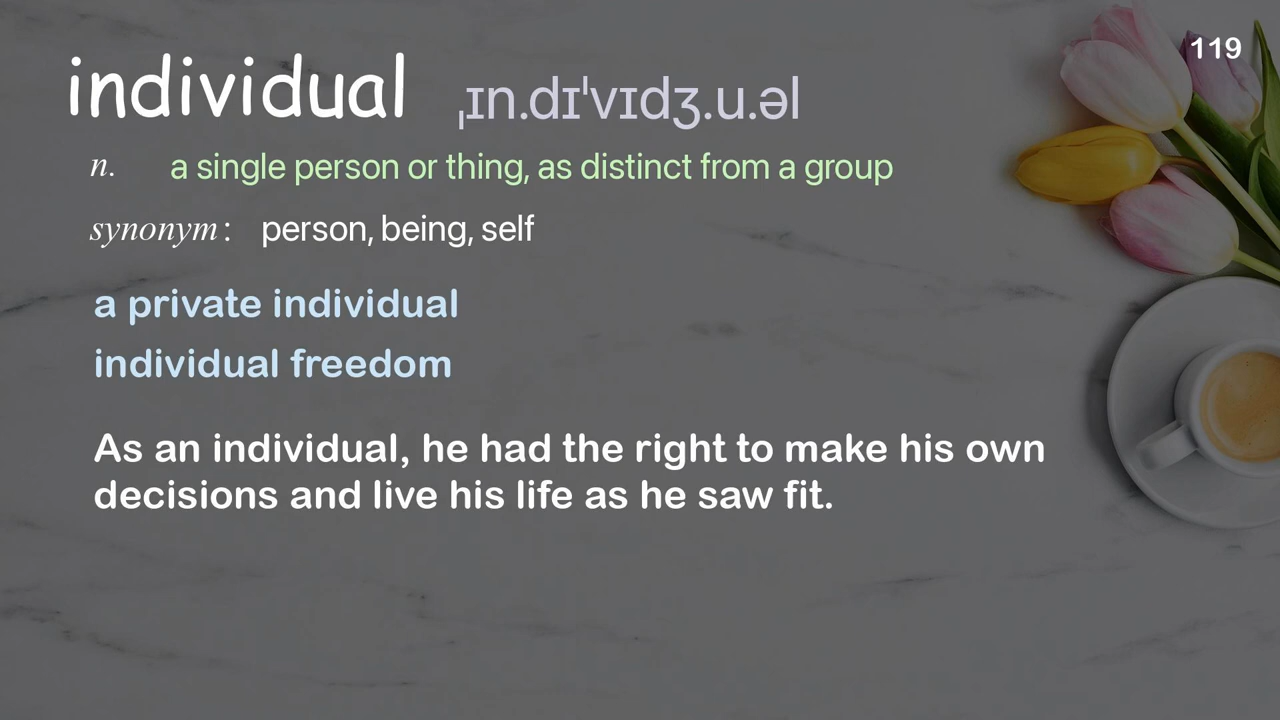 119
individual ˌɪn.dɪˈvɪdʒ.u.əl
n. a single person or thing, as distinct from a group
synonym: person, being, self
a private individual
individual freedom
As an individual, he had the right to make his own
decisions and live his life as he saw fit.